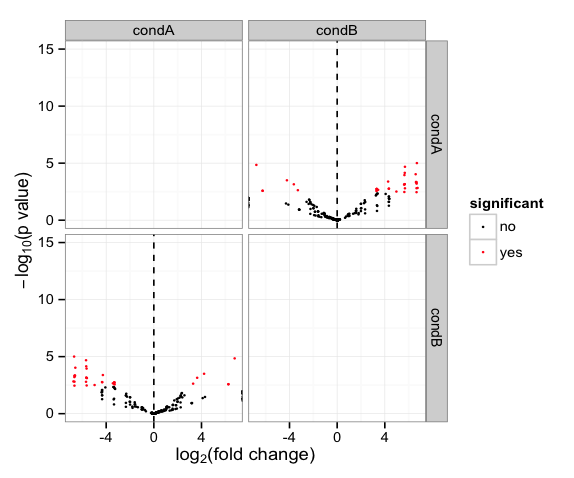 condA condB
15
10
5
0
condA
15
10
5
0
condB
-4 0 4 -4 0 4
log2(fold change)
−log10(p value)
significant
no
yes